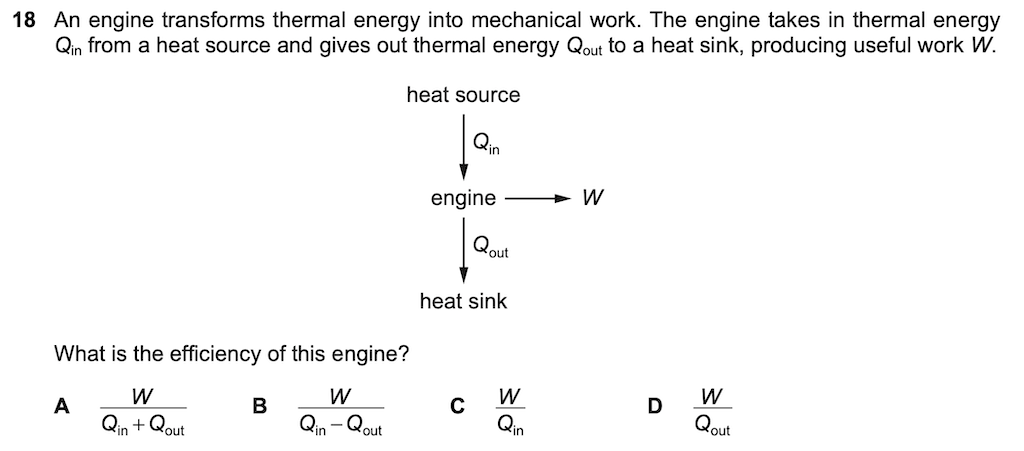 18 An engine transforms thermal energy into mechanical work. The engine takes in thermal energy
Qin from a heat source and gives out thermal energy Qout to a heat sink, producing useful work W.
heat source
Qin
engine W
Qout
heat sink
What is the efficiency of this engine?
A W / (Qin + Qout) B W / (Qin − Qout) C W / Qin D W / Qout